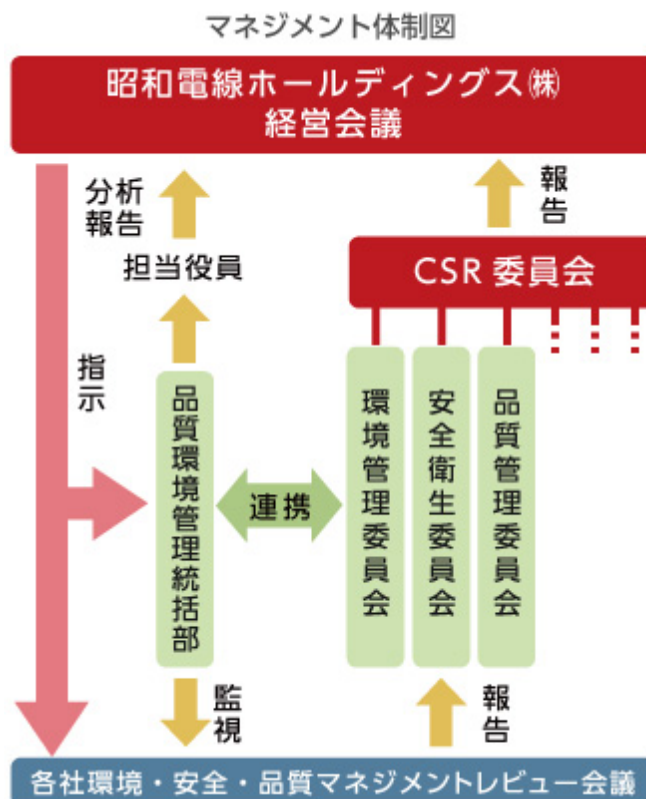 マネジメント体制図
昭和電線ホールディングス㈱
経営会議
分析
報告
報告
担当役員
CSR 委員会
指示
品質環境管理統括部
連携
環境管理委員会
安全衛生委員会
品質管理委員会
監視
報告
各社環境・安全・品質マネジメントレビュー会議